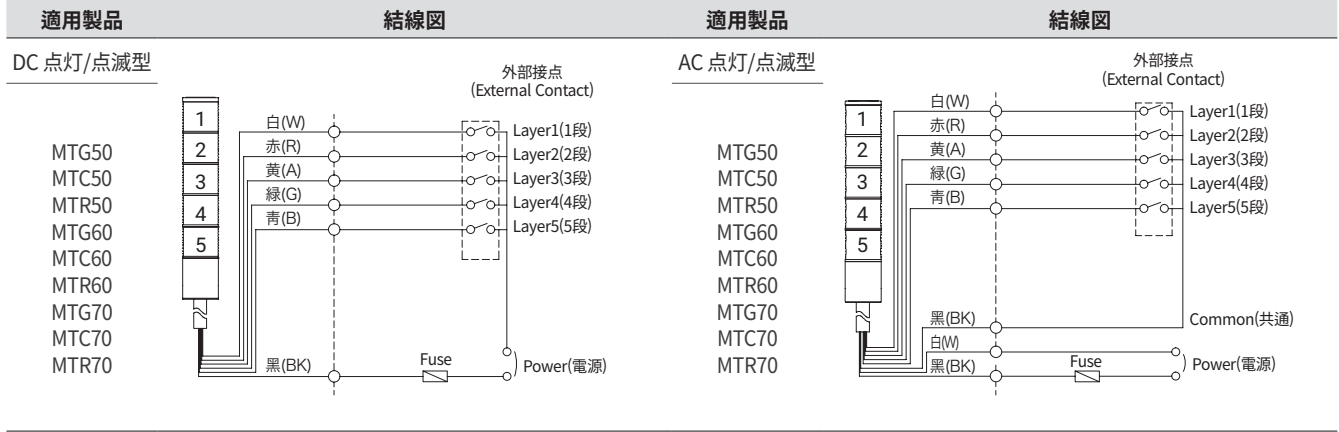 適用製品 結線図 適用製品 結線図
DC 点灯/点滅型
MTG50
MTC50
MTR50
MTG60
MTC60
MTR60
MTG70
MTC70
MTR70
外部接点
(External Contact)
1
2
3
4
5
白(W)
赤(R)
黄(A)
緑(G)
靑(B)
Layer1(1段)
Layer2(2段)
Layer3(3段)
Layer4(4段)
Layer5(5段)
黒(BK)
Fuse
Power(電源)
AC 点灯/点滅型
MTG50
MTC50
MTR50
MTG60
MTC60
MTR60
MTG70
MTC70
MTR70
外部接点
(External Contact)
1
2
3
4
5
白(W)
赤(R)
黄(A)
緑(G)
靑(B)
Layer1(1段)
Layer2(2段)
Layer3(3段)
Layer4(4段)
Layer5(5段)
黒(BK)
Common(共通)
白(W)
黒(BK)
Fuse
Power(電源)